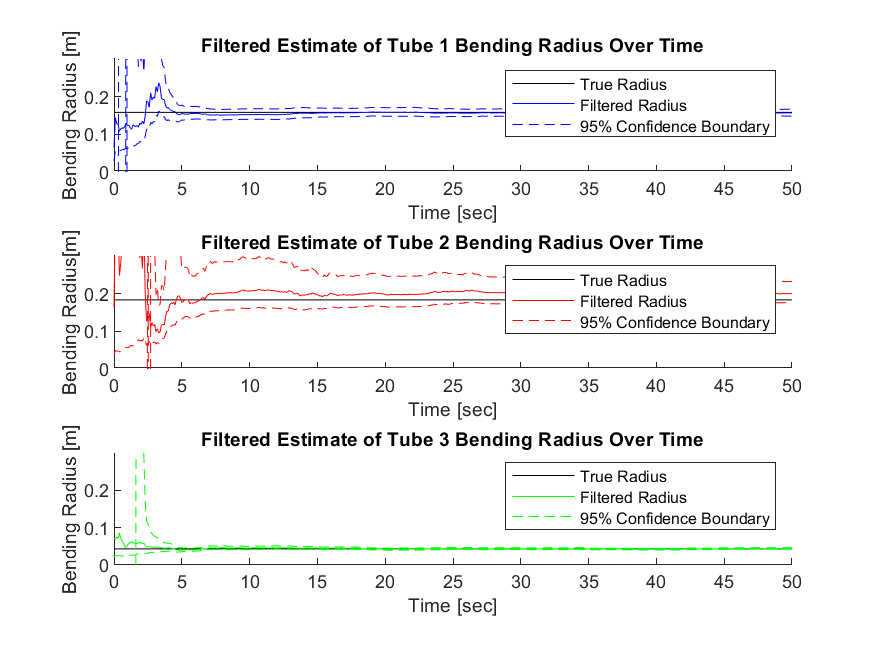 Filtered Estimate of Tube 1 Bending Radius Over Time
Bending Radius [m]
0.2
0.1
0
True Radius
Filtered Radius
95% Confidence Boundary
0 5 10 15 20 25 30 35 40 45 50
Time [sec]
Filtered Estimate of Tube 2 Bending Radius Over Time
Bending Radius[m]
0.2
0.1
0
True Radius
Filtered Radius
95% Confidence Boundary
0 5 10 15 20 25 30 35 40 45 50
Time [sec]
Filtered Estimate of Tube 3 Bending Radius Over Time
Bending Radius [m]
0.2
0.1
0
True Radius
Filtered Radius
95% Confidence Boundary
0 5 10 15 20 25 30 35 40 45 50
Time [sec]